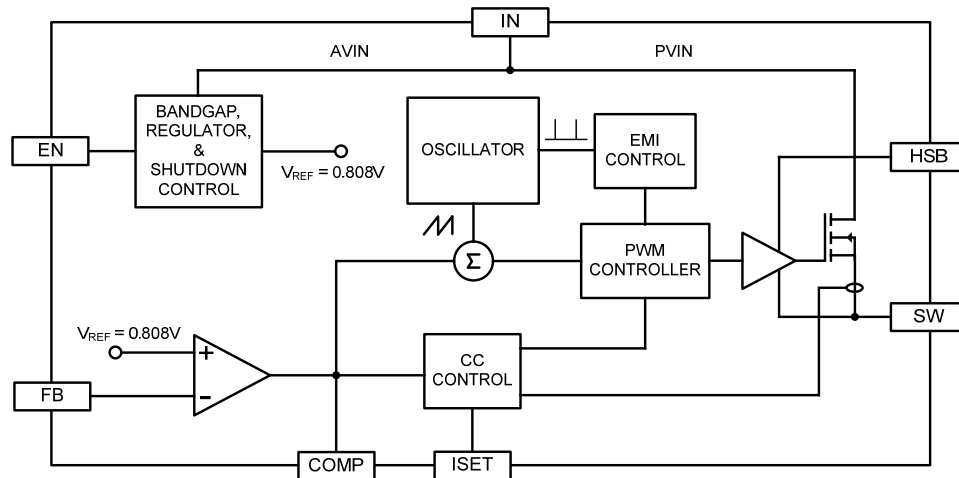 IN
AVIN
PVIN
BANDGAP,
REGULATOR,
&
SHUTDOWN
CONTROL
EN
VREF = 0.808V
OSCILLATOR
EMI
CONTROL
HSB
Σ
PWM
CONTROLLER
SW
VREF = 0.808V
+
-
FB
CC
CONTROL
COMP
ISET